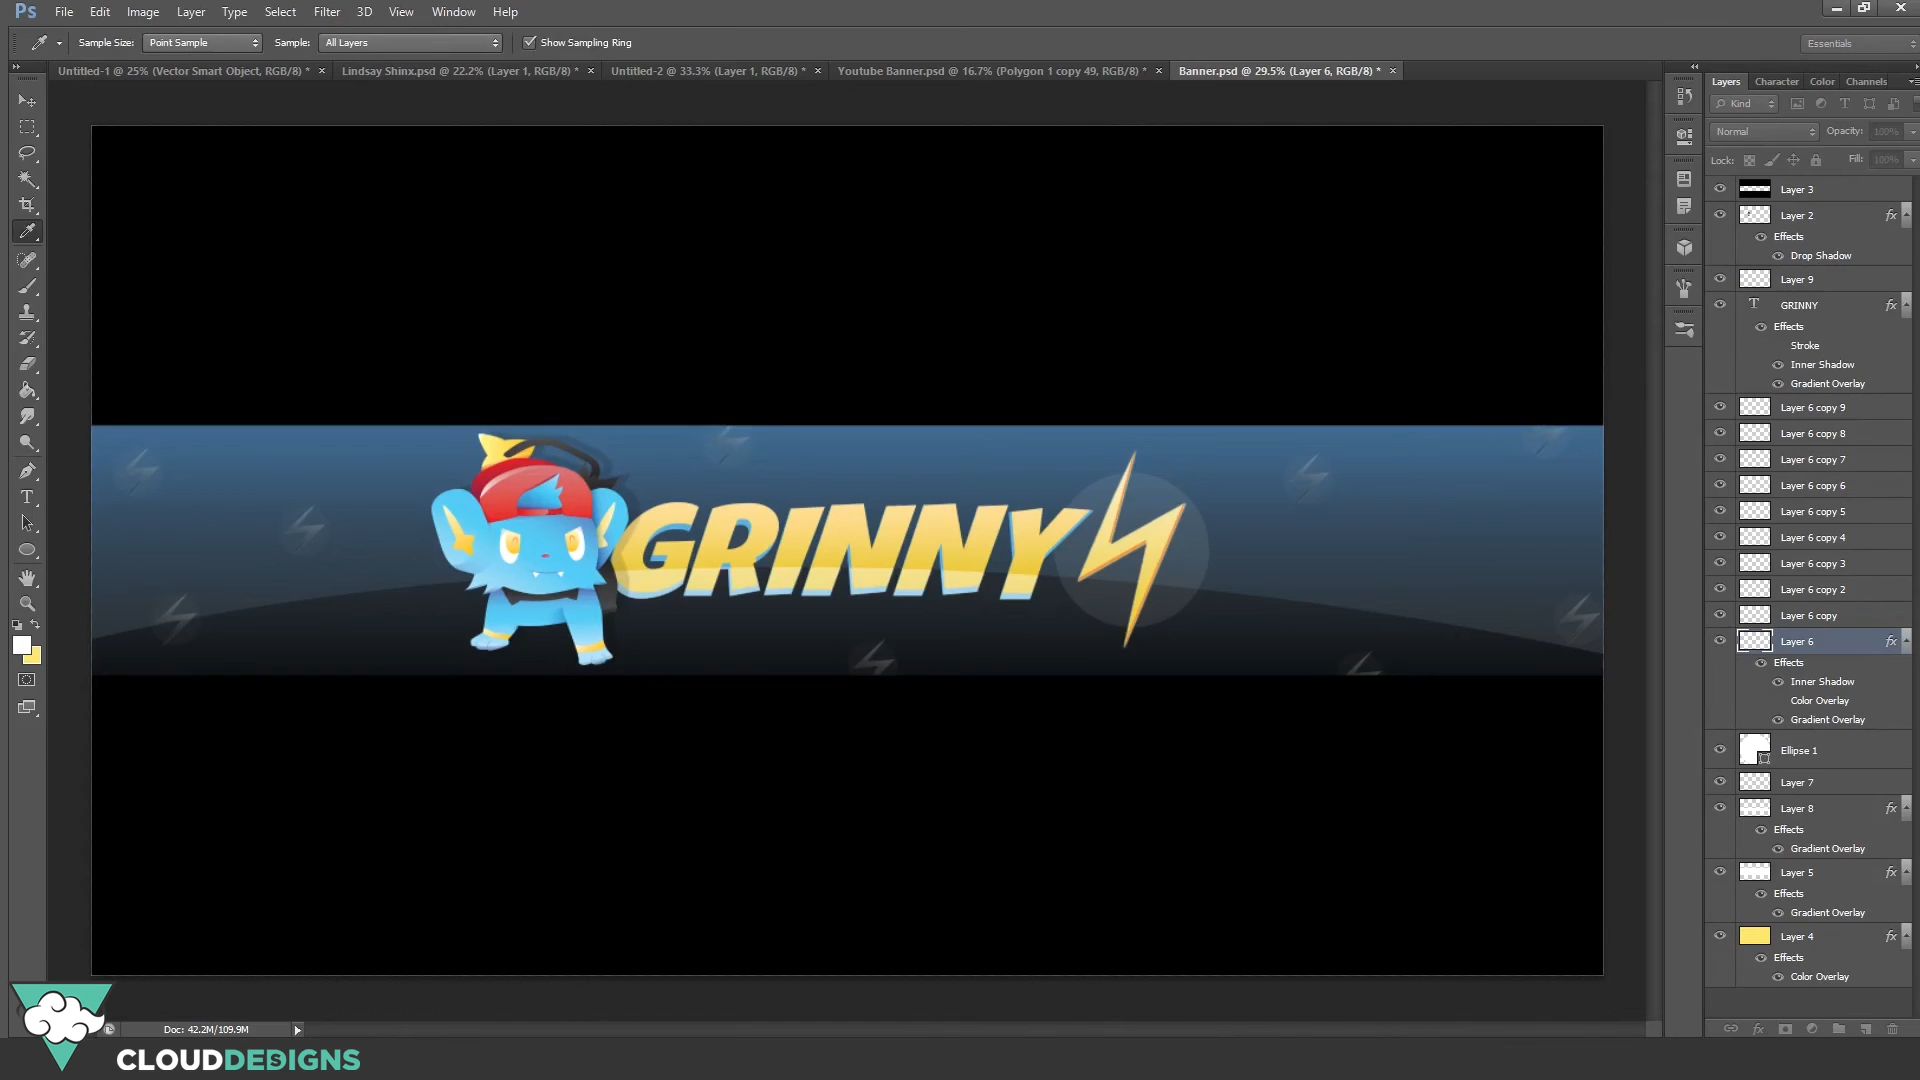 Ps File Edit Image Layer Type Select Filter 3D View Window Help
Sample Size: Point Sample Sample: All Layers Show Sampling Ring Essentials
Untitled-1 @ 25% (Vector Smart Object, RGB/8) * × Lindsay Shinx.psd @ 22.2% (Layer 1, RGB/8) * × Untitled-2 @ 33.3% (Layer 1, RGB/8) * × Youtube Banner.psd @ 16.7% (Polygon 1 copy 49, RGB/8) * × Banner.psd @ 29.5% (Layer 6, RGB/8) * ×
Layers Character Color Channels
Kind
Normal Opacity: 100%
Lock: Fill: 100%
Layer 3
Layer 2 fx
Effects
Drop Shadow
Layer 9
T GRINNY fx
Effects
Stroke
Inner Shadow
Gradient Overlay
Layer 6 copy 9
Layer 6 copy 8
Layer 6 copy 7
Layer 6 copy 6
Layer 6 copy 5
Layer 6 copy 4
Layer 6 copy 3
Layer 6 copy 2
Layer 6 copy
Layer 6 fx
Effects
Inner Shadow
Color Overlay
Gradient Overlay
Ellipse 1
Layer 7
Layer 8 fx
Effects
Gradient Overlay
Layer 5 fx
Effects
Gradient Overlay
Layer 4 fx
Effects
Color Overlay
GRINNY
Doc: 42.2M/109.9M
CLOUDDESIGNS